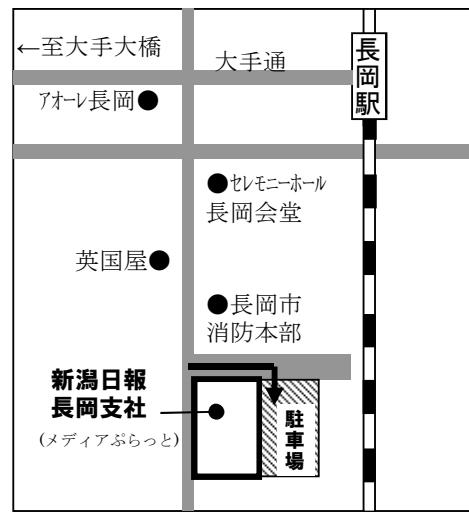 ←至大手大橋
大手通
長岡駅
アオーレ長岡●
●セレモニーホール
長岡会堂
英国屋●
●長岡市
消防本部
新潟日報
長岡支社
(メディアぷらっと)
駐車場